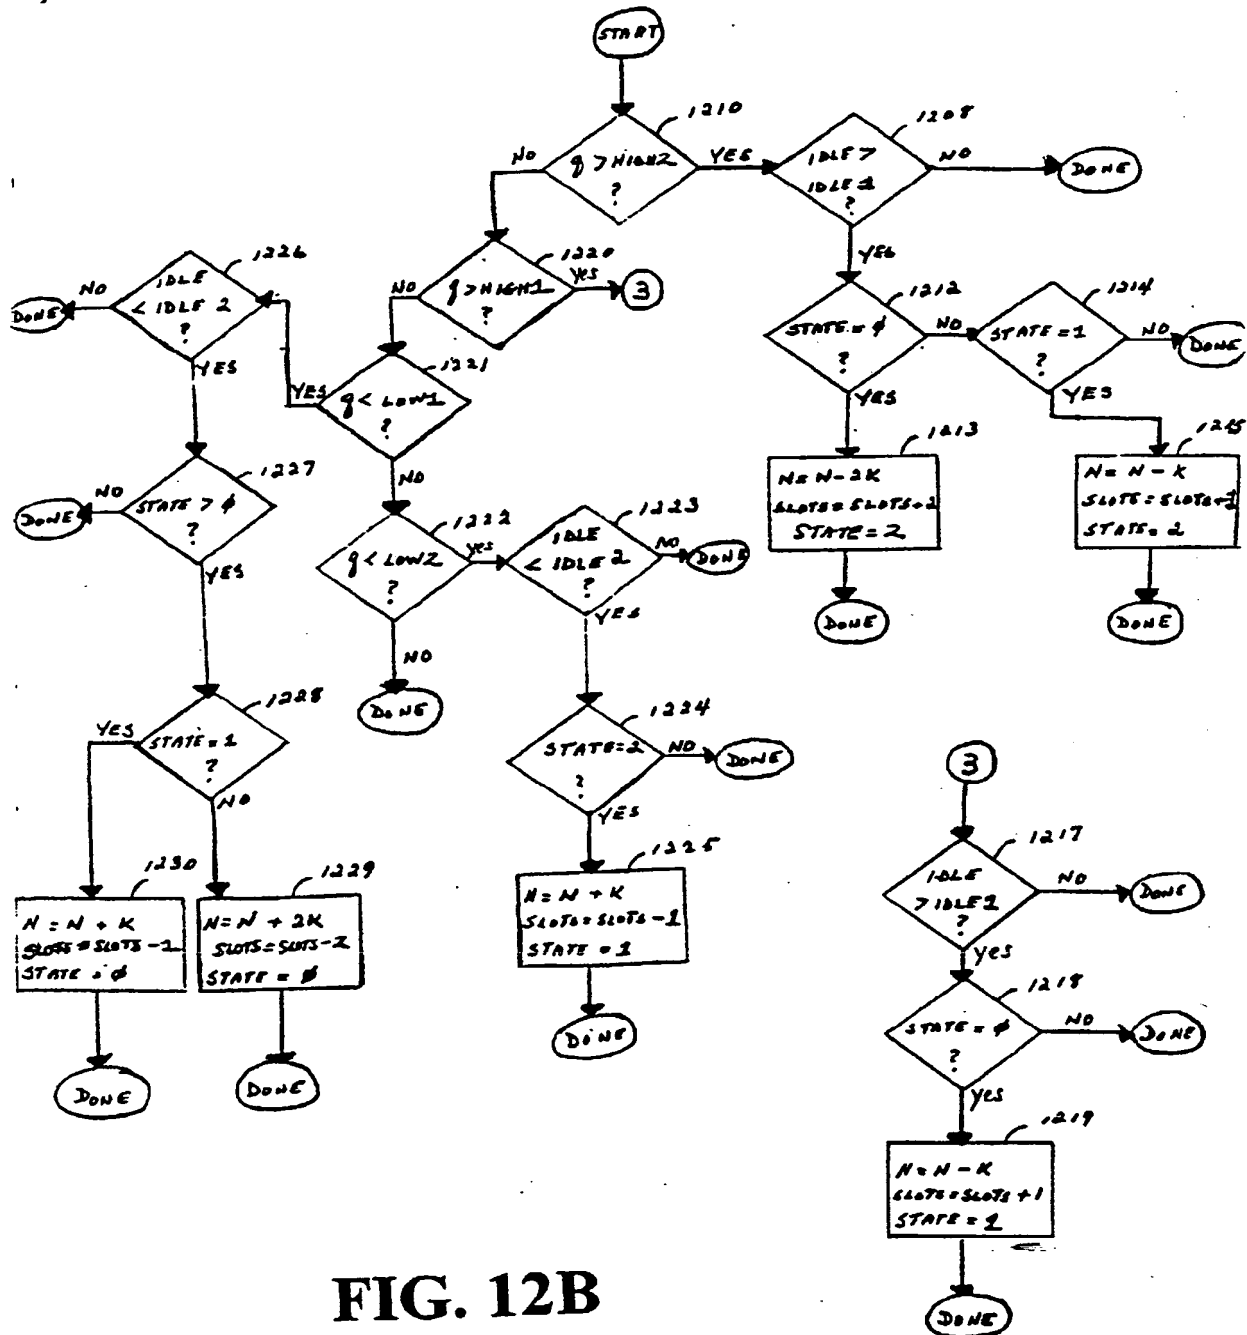 START
1210
q > HIGH2
?
NO
YES
1208
IDLE >
IDLE 1
?
NO
DONE
YES
1220
q > HIGH1
?
NO
yes
3
1226
IDLE
< IDLE 2
?
NO
DONE
YES
1212
STATE = φ
?
NO
YES
1214
STATE = 1
?
NO
DONE
YES
1221
q < LOW1
?
YES
NO
1213
N = N - 2K
SLOTS = SLOTS + 2
STATE = 2
DONE
1215
N = N - K
SLOTS = SLOTS + 1
STATE = 2
DONE
1227
STATE > φ
?
NO
DONE
YES
1222
q < LOW2
?
yes
NO
DONE
1223
IDLE
< IDLE 2
?
NO
DONE
YES
1228
STATE = 1
?
YES
NO
1224
STATE = 2
?
NO
DONE
YES
3
1217
IDLE
> IDLE 1
?
NO
DONE
yes
1230
N = N + K
SLOTS = SLOTS - 1
STATE = φ
DONE
1229
N = N + 2K
SLOTS = SLOTS - 2
STATE = φ
DONE
1225
N = N + K
SLOTS = SLOTS - 1
STATE = 1
DONE
1218
STATE = φ
?
NO
DONE
yes
1219
N = N - K
SLOTS = SLOTS + 1
STATE = 1
DONE
FIG. 12B